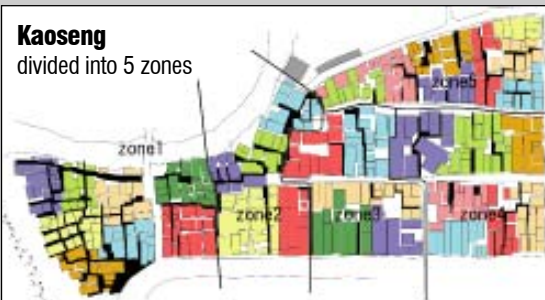 Kaoseng
divided into 5 zones
zone5
zone1
zone2
zone3
zone4